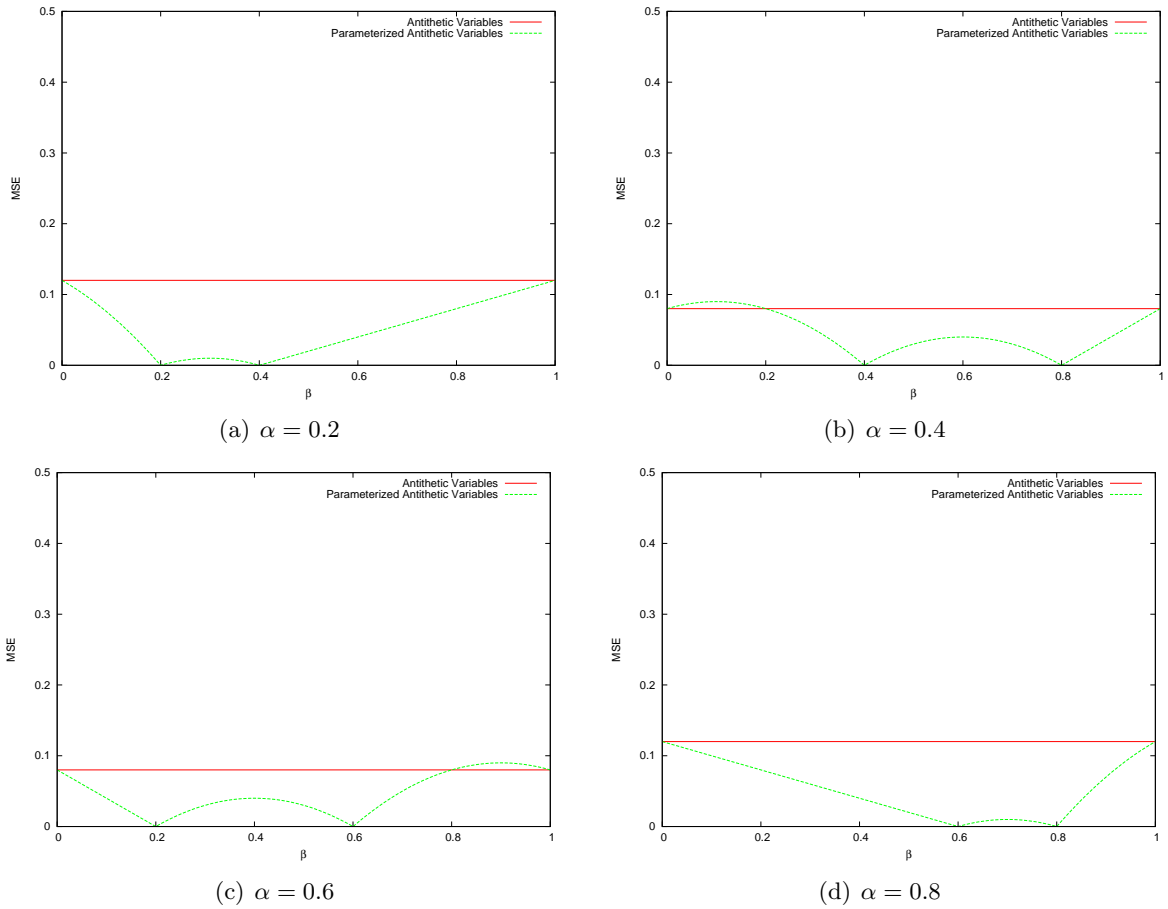 Antithetic Variables
Parameterized Antithetic Variables
0.5
0.4
0.3
0.2
0.1
0
MSE
0 0.2 0.4 0.6 0.8 1
β
(a) α = 0.2
Antithetic Variables
Parameterized Antithetic Variables
0.5
0.4
0.3
0.2
0.1
0
MSE
0 0.2 0.4 0.6 0.8 1
β
(b) α = 0.4
Antithetic Variables
Parameterized Antithetic Variables
0.5
0.4
0.3
0.2
0.1
0
MSE
0 0.2 0.4 0.6 0.8 1
β
(c) α = 0.6
Antithetic Variables
Parameterized Antithetic Variables
0.5
0.4
0.3
0.2
0.1
0
MSE
0 0.2 0.4 0.6 0.8 1
β
(d) α = 0.8